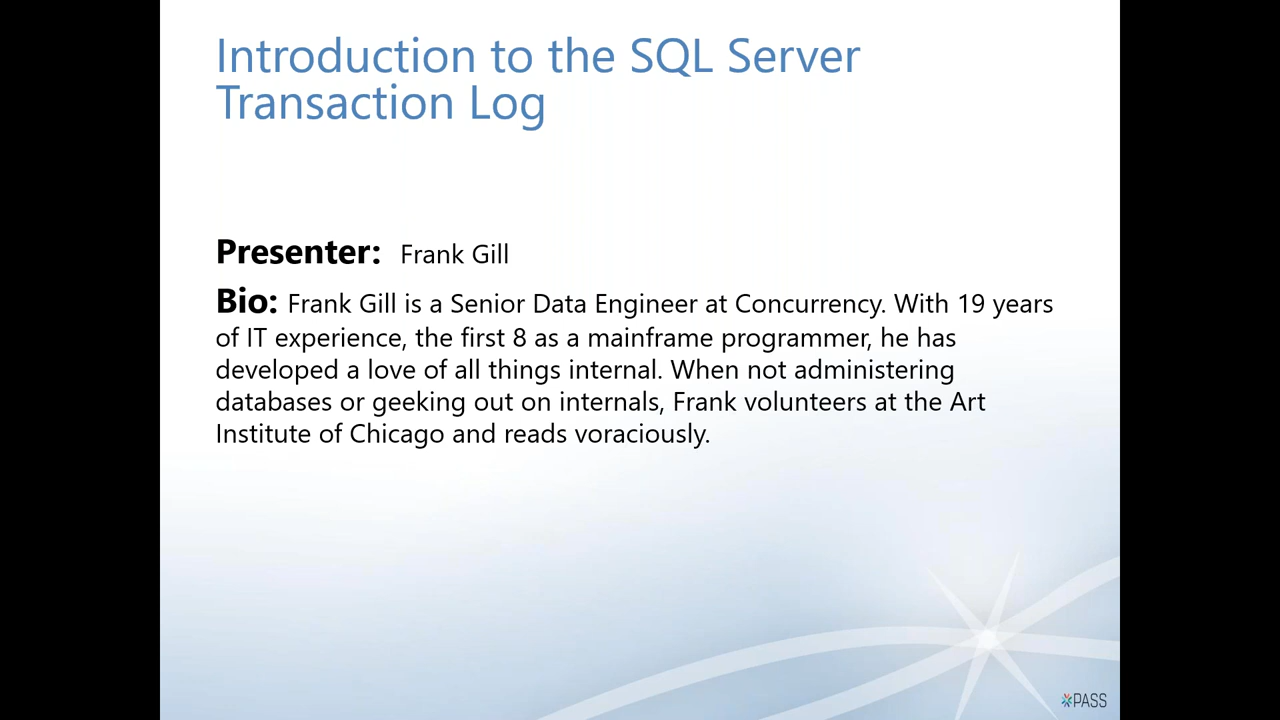 Introduction to the SQL Server
Transaction Log
Presenter: Frank Gill
Bio: Frank Gill is a Senior Data Engineer at Concurrency. With 19 years
of IT experience, the first 8 as a mainframe programmer, he has
developed a love of all things internal. When not administering
databases or geeking out on internals, Frank volunteers at the Art
Institute of Chicago and reads voraciously.
PASS